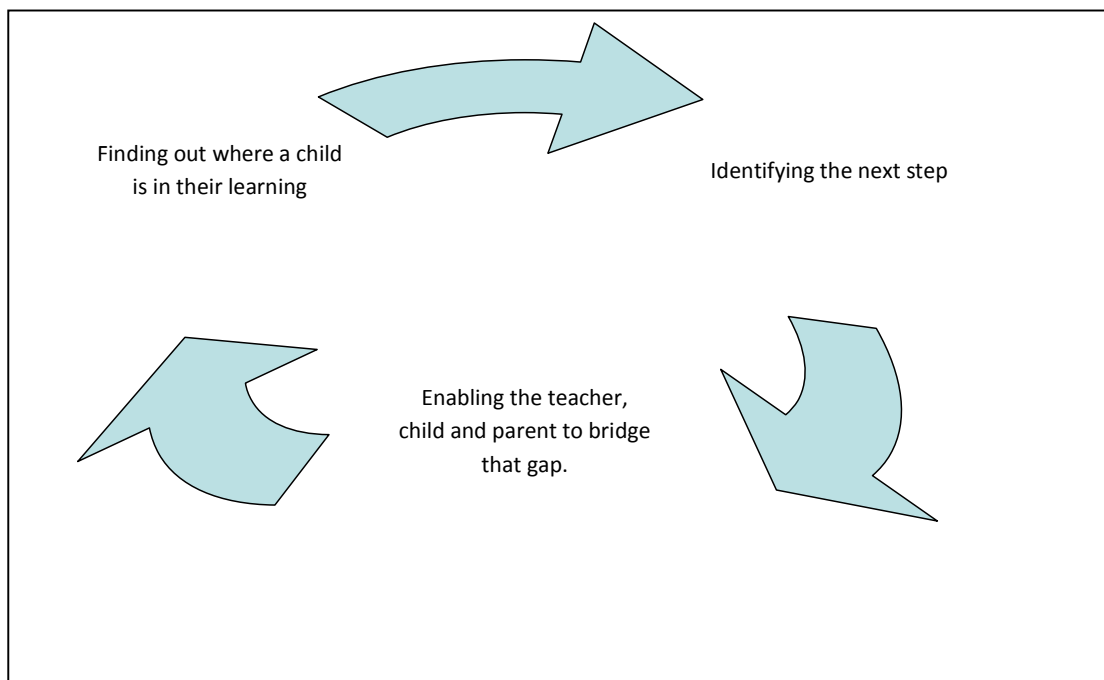 Finding out where a child
is in their learning
Identifying the next step
Enabling the teacher,
child and parent to bridge
that gap.